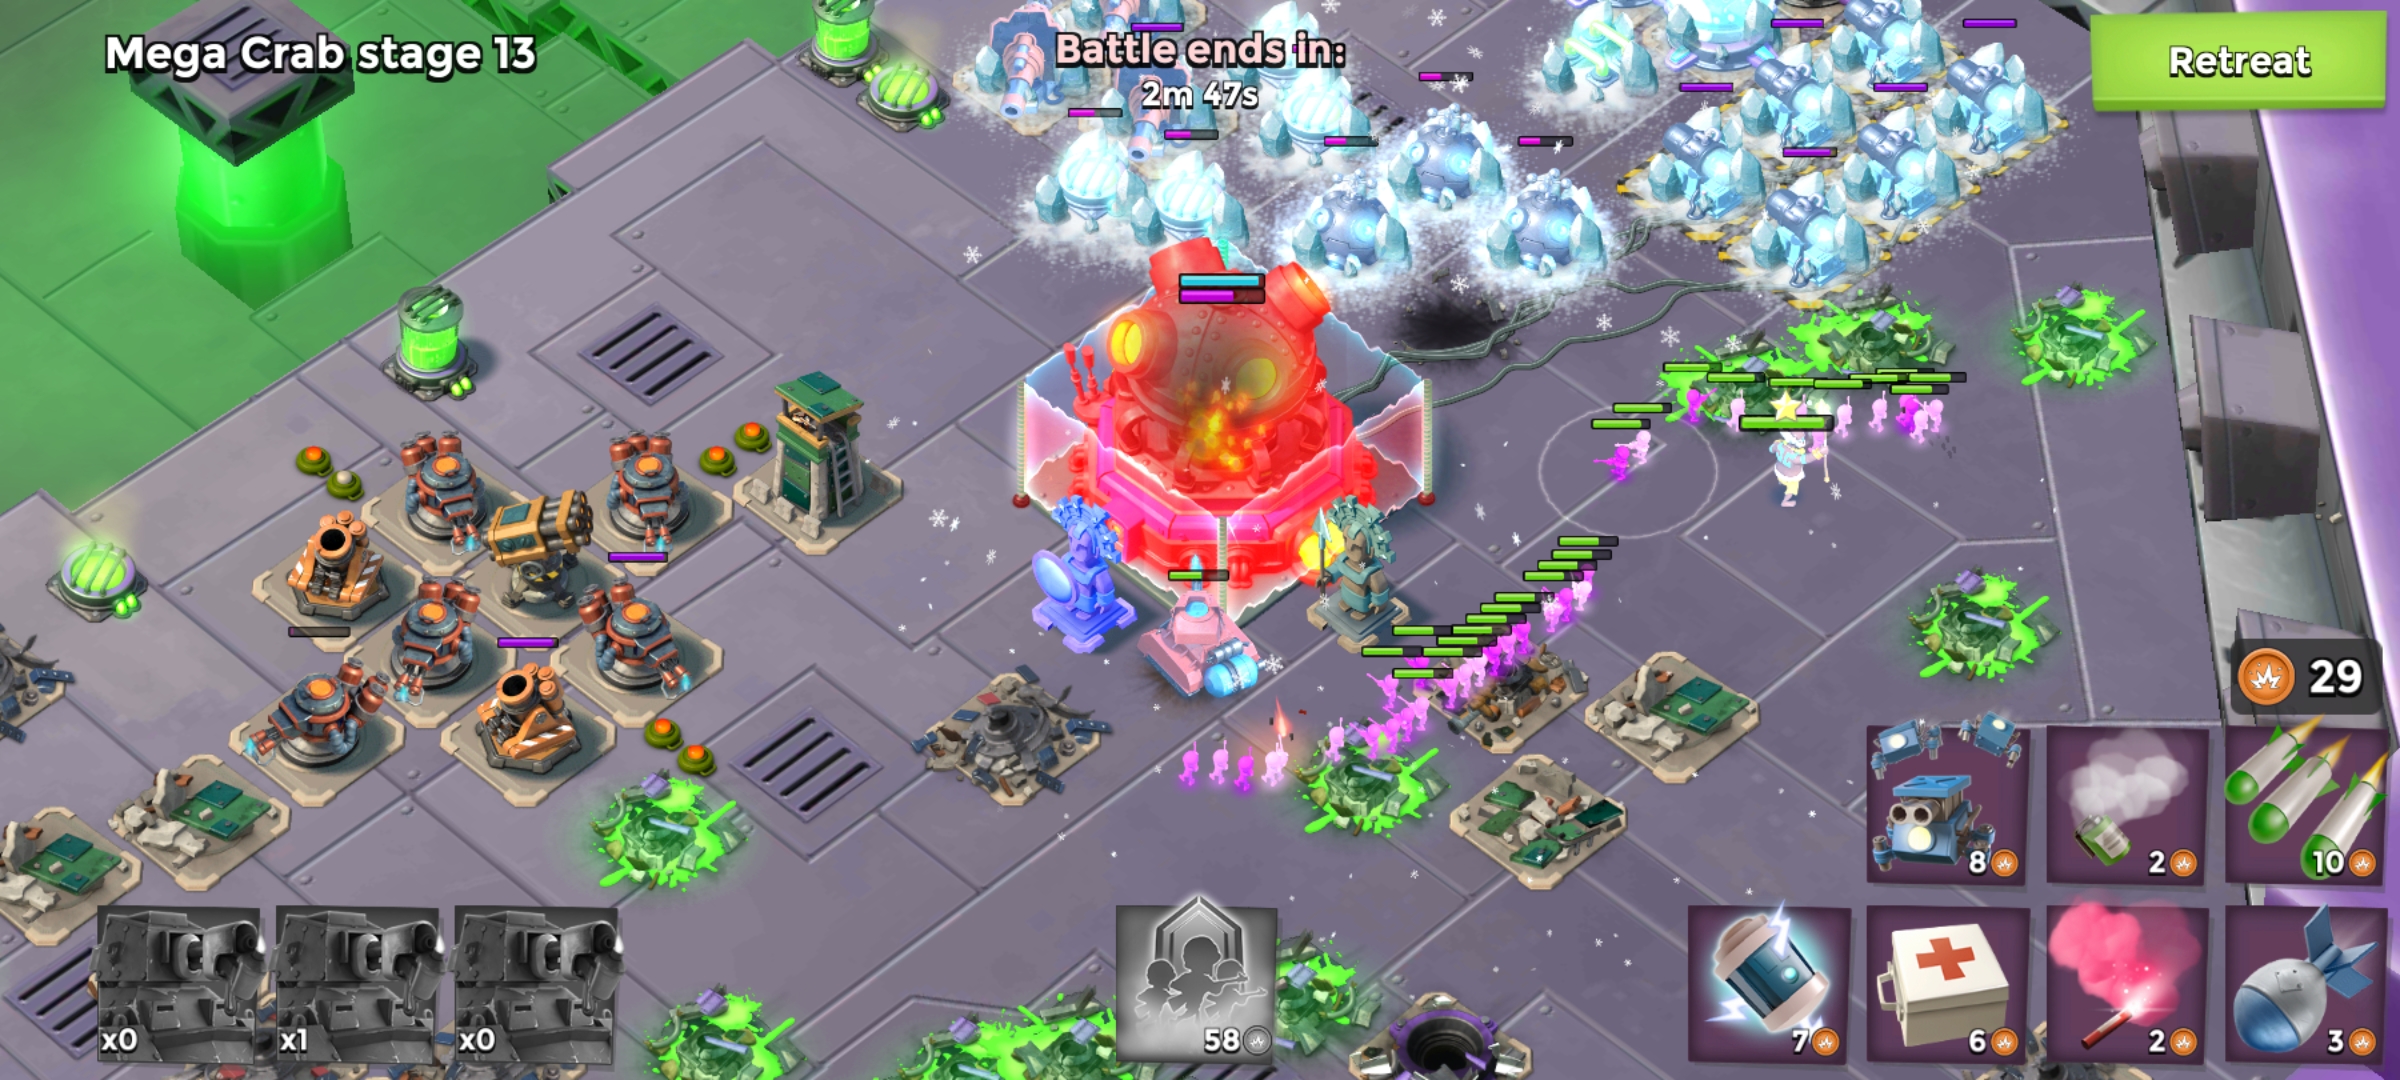 Mega Crab stage 13
Battle ends in:
2m 47s
Retreat
29
8
2
10
x0
x1
x0
58
7
6
2
3